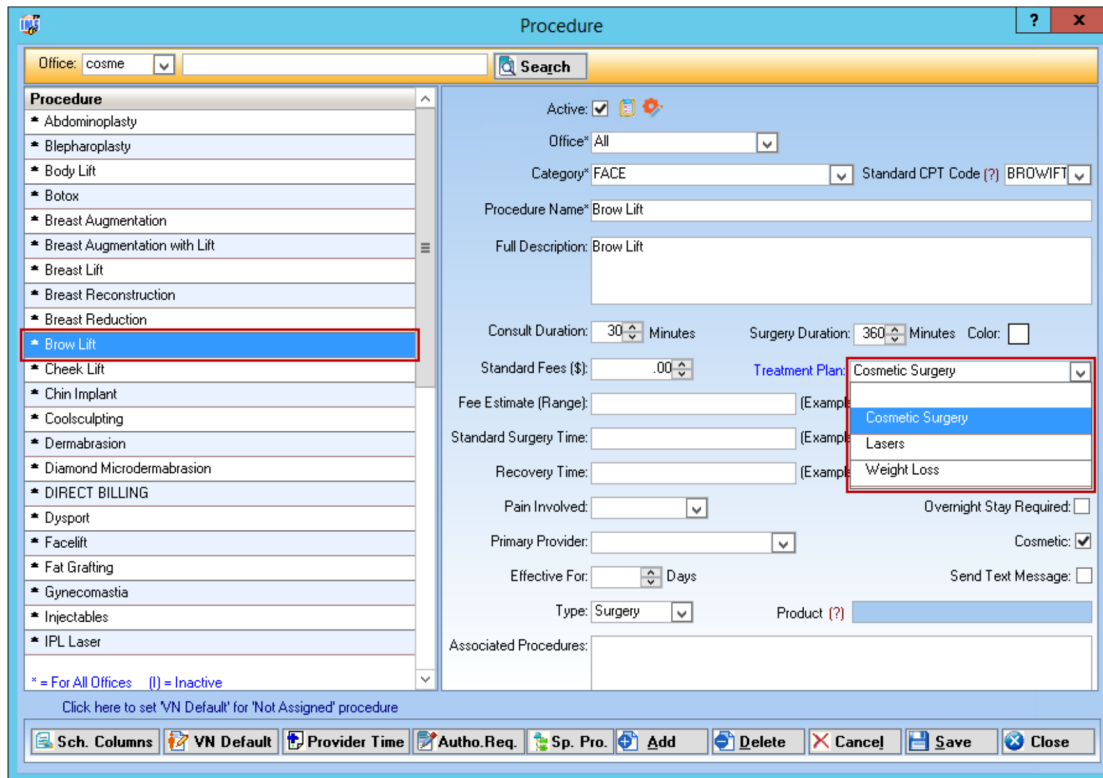 IMS
Procedure
? x
Office: cosme Search
Procedure
* Abdominoplasty
* Blepharoplasty
* Body Lift
* Botox
* Breast Augmentation
* Breast Augmentation with Lift
* Breast Lift
* Breast Reconstruction
* Breast Reduction
* Brow Lift
* Cheek Lift
* Chin Implant
* Coolsculpting
* Dermabrasion
* Diamond Microdermabrasion
* DIRECT BILLING
* Dysport
* Facelift
* Fat Grafting
* Gynecomastia
* Injectables
* IPL Laser
* = For All Offices (I) = Inactive
Active:
Office* All
Category* FACE Standard CPT Code (?) BROWIFT
Procedure Name* Brow Lift
Full Description: Brow Lift
Consult Duration: 30 Minutes Surgery Duration: 360 Minutes Color:
Standard Fees ($): .00 Treatment Plan: Cosmetic Surgery
Cosmetic Surgery
Lasers
Weight Loss
Fee Estimate (Range): (Exampl
Standard Surgery Time: (Exampl
Recovery Time: (Exampl
Pain Involved: Overnight Stay Required:
Primary Provider: Cosmetic:
Effective For: Days Send Text Message:
Type: Surgery Product (?)
Associated Procedures:
Click here to set 'VN Default' for 'Not Assigned' procedure
Sch. Columns VN Default Provider Time Autho.Req. Sp. Pro. Add Delete Cancel Save Close